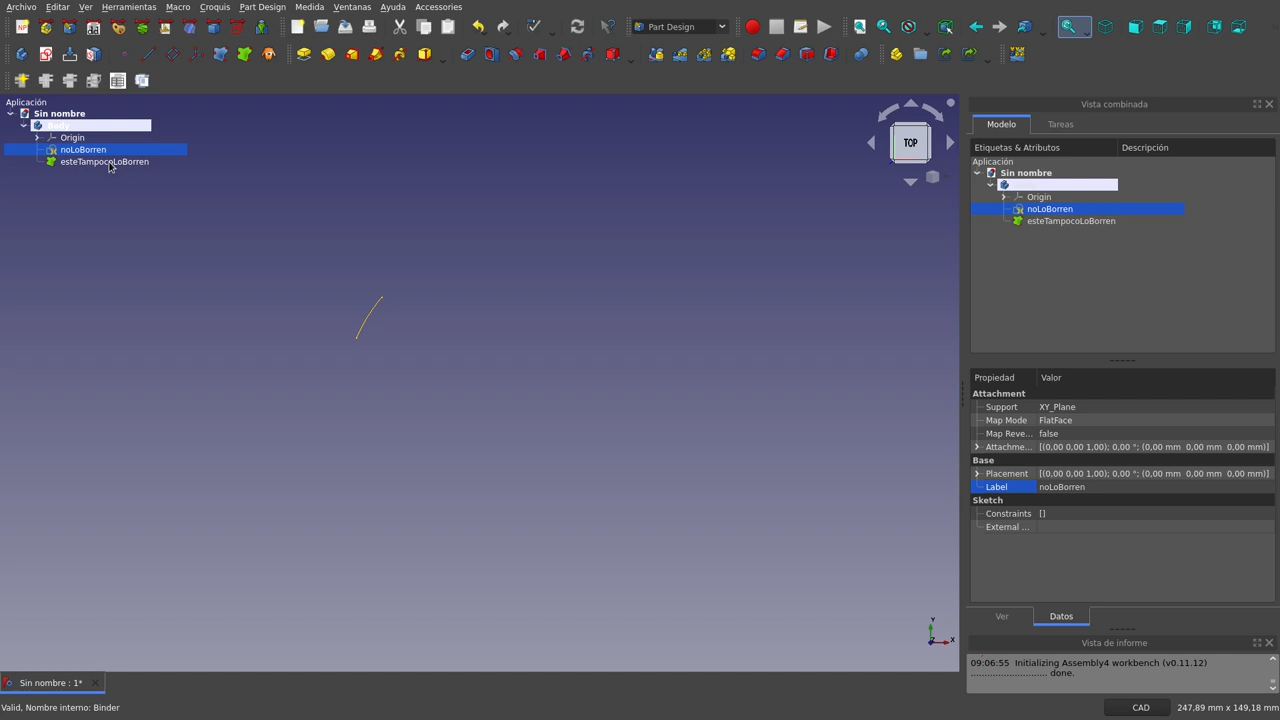 Archivo Editar Ver Herramientas Macro Croquis Part Design Medida Ventanas Ayuda Accessories
Part Design
Aplicación
Sin nombre
Body
Origin
noLoBorren
esteTampocoLoBorren
TOP
Vista combinada
Modelo Tareas
Etiquetas & Atributos Descripción
Aplicación
Sin nombre
Origin
noLoBorren
esteTampocoLoBorren
Propiedad Valor
Attachment
Support XY_Plane
Map Mode FlatFace
Map Reve... false
Attachme... [(0,00 0,00 1,00); 0,00 °; (0,00 mm 0,00 mm 0,00 mm)]
Base
Placement [(0,00 0,00 1,00); 0,00 °; (0,00 mm 0,00 mm 0,00 mm)]
Label noLoBorren
Sketch
Constraints []
External ...
Ver Datos
Vista de informe
09:06:55 Initializing Assembly4 workbench (v0.11.12)
............................ done.
Y
Z X
Sin nombre : 1*
Valid, Nombre interno: Binder
CAD 247,89 mm x 149,18 mm